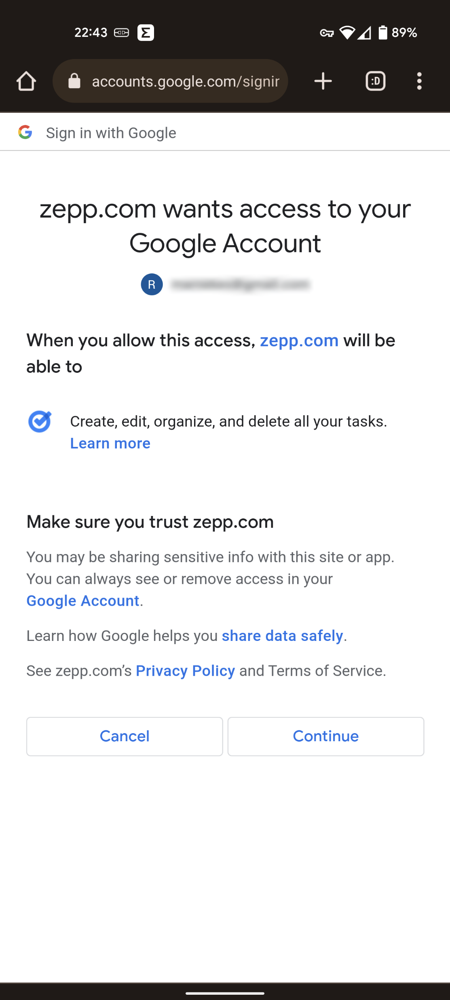 22:43
89%
accounts.google.com/signir
:D
Sign in with Google
zepp.com wants access to your
Google Account
R
When you allow this access, zepp.com will be
able to
Create, edit, organize, and delete all your tasks.
Learn more
Make sure you trust zepp.com
You may be sharing sensitive info with this site or app.
You can always see or remove access in your
Google Account.
Learn how Google helps you share data safely.
See zepp.com’s Privacy Policy and Terms of Service.
Cancel
Continue